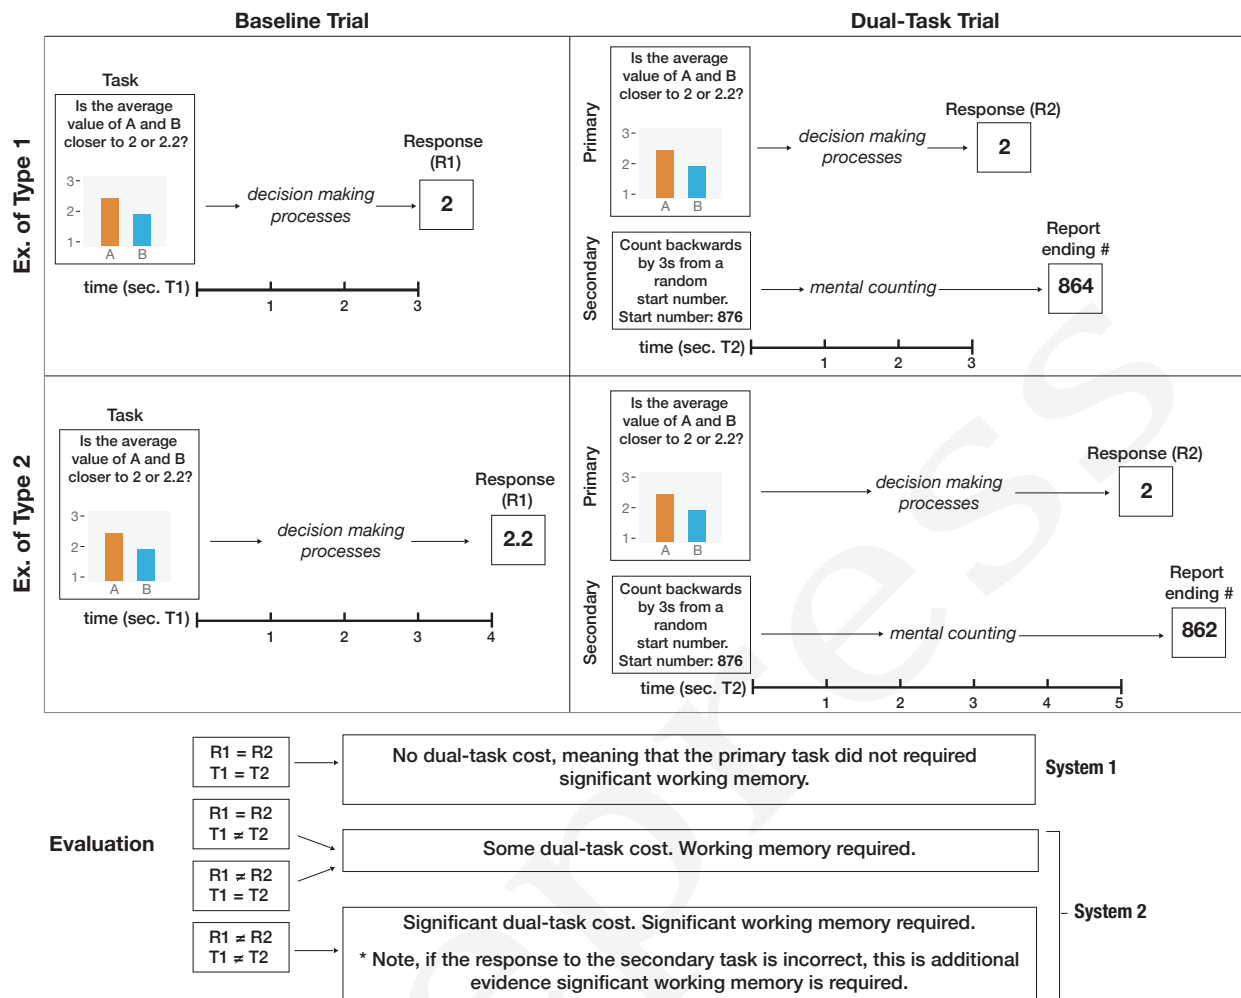 Baseline Trial
Dual-Task Trial
Ex. of Type 1
Task
Is the average
value of A and B
closer to 2 or 2.2?
3
2
1
A
B
decision making
processes
Response
(R1)
2
time (sec. T1)
1
2
3
Primary
Is the average
value of A and B
closer to 2 or 2.2?
3
2
1
A
B
decision making
processes
Response (R2)
2
Secondary
Count backwards
by 3s from a
random
start number.
Start number: 876
mental counting
Report
ending #
864
time (sec. T2)
1
2
3
Ex. of Type 2
Task
Is the average
value of A and B
closer to 2 or 2.2?
3
2
1
A
B
decision making
processes
Response
(R1)
2.2
time (sec. T1)
1
2
3
4
Primary
Is the average
value of A and B
closer to 2 or 2.2?
3
2
1
A
B
decision making
processes
Response (R2)
2
Secondary
Count backwards
by 3s from a
random
start number.
Start number: 876
mental counting
Report
ending #
862
time (sec. T2)
1
2
3
4
5
Evaluation
R1 = R2
T1 = T2
No dual-task cost, meaning that the primary task did not required
significant working memory.
System 1
R1 = R2
T1 ≠ T2
R1 ≠ R2
T1 = T2
Some dual-task cost. Working memory required.
R1 ≠ R2
T1 ≠ T2
Significant dual-task cost. Significant working memory required.
* Note, if the response to the secondary task is incorrect, this is additional
evidence significant working memory is required.
System 2
epress